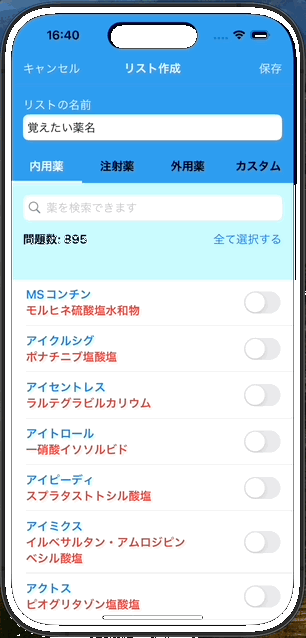 16:40
キャンセル リスト作成 保存
リストの名前
覚えたい薬名
内用薬 注射薬 外用薬 カスタム
薬を検索できます
問題数: 895 全て選択する
MSコンチン
モルヒネ硫酸塩水和物
アイクルシグ
ポナチニブ塩酸塩
アイセントレス
ラルテグラビルカリウム
アイトロール
一硝酸イソソルビド
アイピーディ
スプラタストトシル酸塩
アイミクス
イルベサルタン・アムロジピン
ベシル酸塩
アクトス
ピオグリタゾン塩酸塩